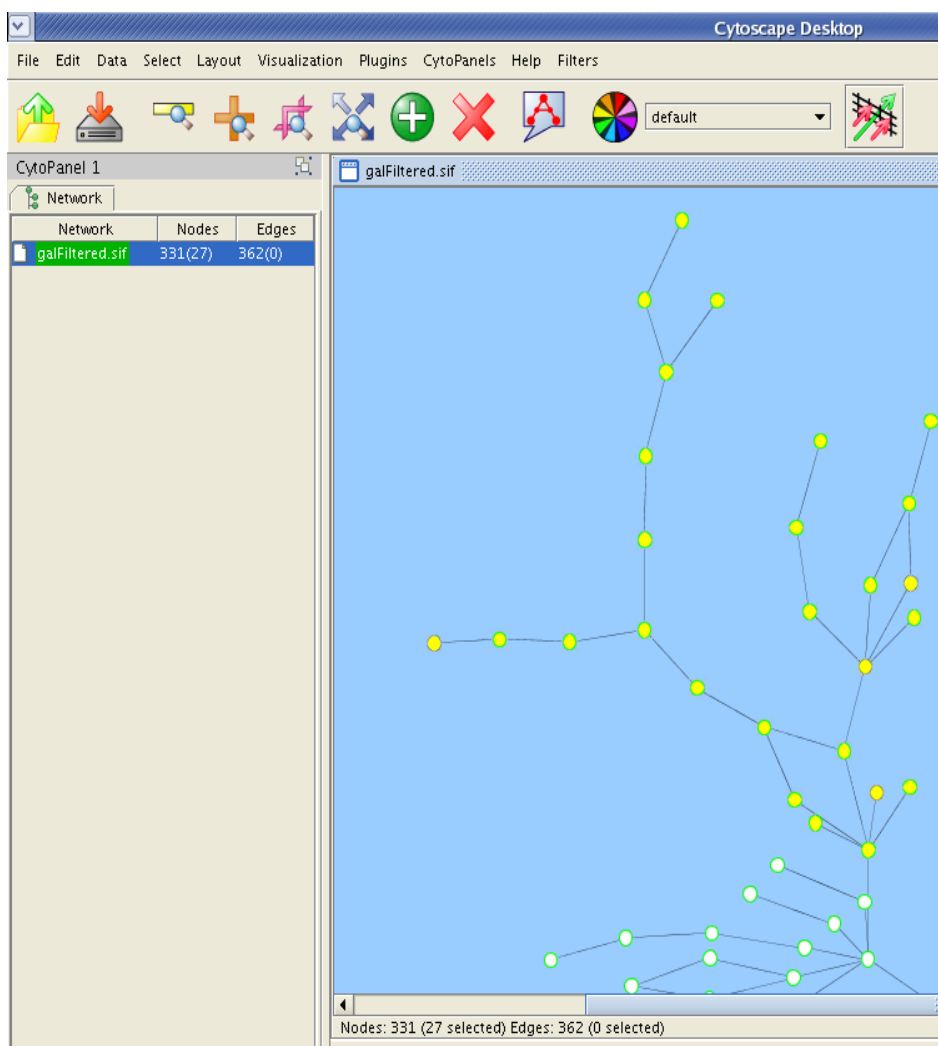 Cytoscape Desktop
File Edit Data Select Layout Visualization Plugins CytoPanels Help Filters
default
CytoPanel 1
galFiltered.sif
Network
Network Nodes Edges
galFiltered.sif 331(27) 362(0)
Nodes: 331 (27 selected) Edges: 362 (0 selected)